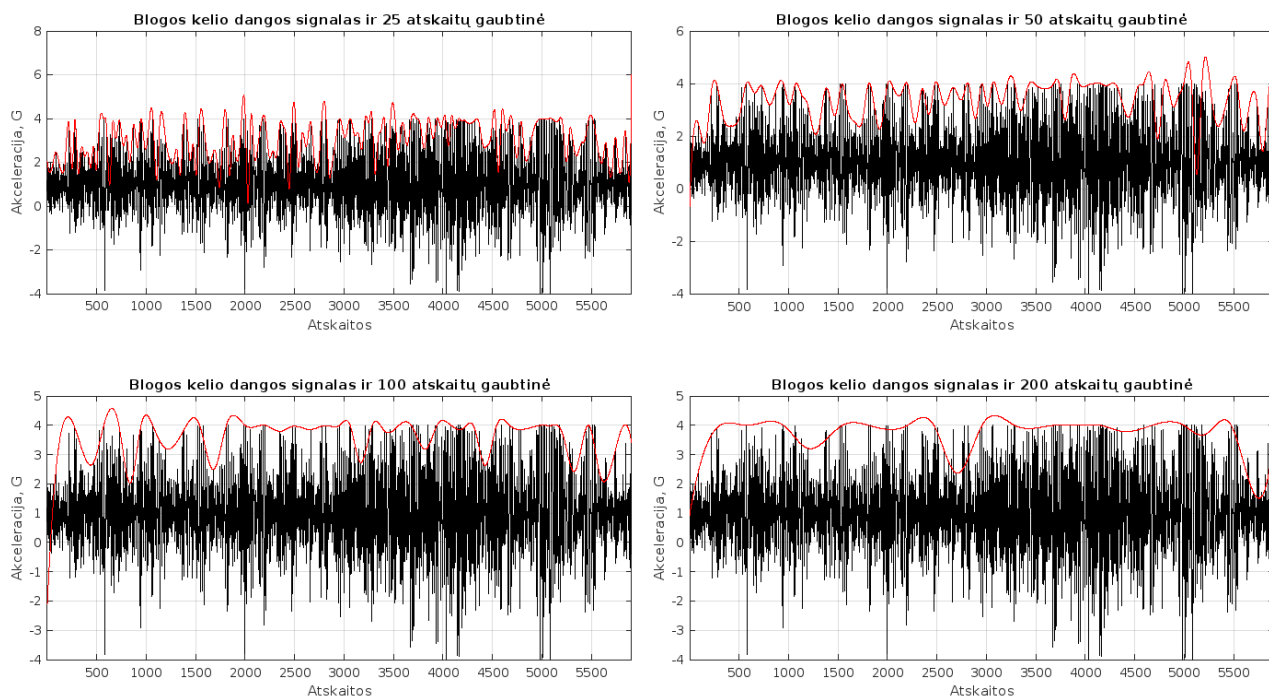 Blogos kelio dangos signalas ir 25 atskaitų gaubtinė
8
6
4
2
0
-2
-4
Akceleracija, G
500 1000 1500 2000 2500 3000 3500 4000 4500 5000 5500
Atskaitos
Blogos kelio dangos signalas ir 50 atskaitų gaubtinė
6
4
2
0
-2
-4
Akceleracija, G
500 1000 1500 2000 2500 3000 3500 4000 4500 5000 5500
Atskaitos
Blogos kelio dangos signalas ir 100 atskaitų gaubtinė
5
4
3
2
1
0
-1
-2
-3
-4
Akceleracija, G
500 1000 1500 2000 2500 3000 3500 4000 4500 5000 5500
Atskaitos
Blogos kelio dangos signalas ir 200 atskaitų gaubtinė
5
4
3
2
1
0
-1
-2
-3
-4
Akceleracija, G
500 1000 1500 2000 2500 3000 3500 4000 4500 5000 5500
Atskaitos